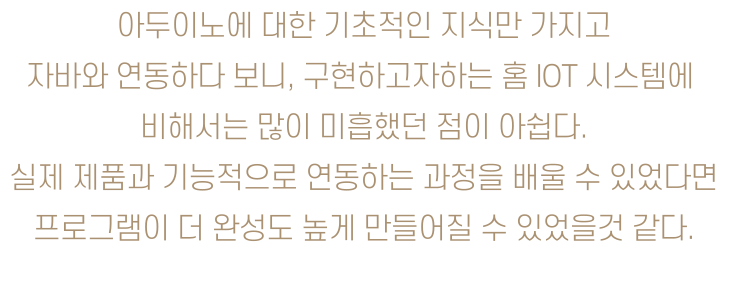 아두이노에 대한 기초적인 지식만 가지고
자바와 연동하다 보니, 구현하고자하는 홈 IOT 시스템에
비해서는 많이 미흡했던 점이 아쉽다.
실제 제품과 기능적으로 연동하는 과정을 배울 수 있었다면
프로그램이 더 완성도 높게 만들어질 수 있었을것 같다.